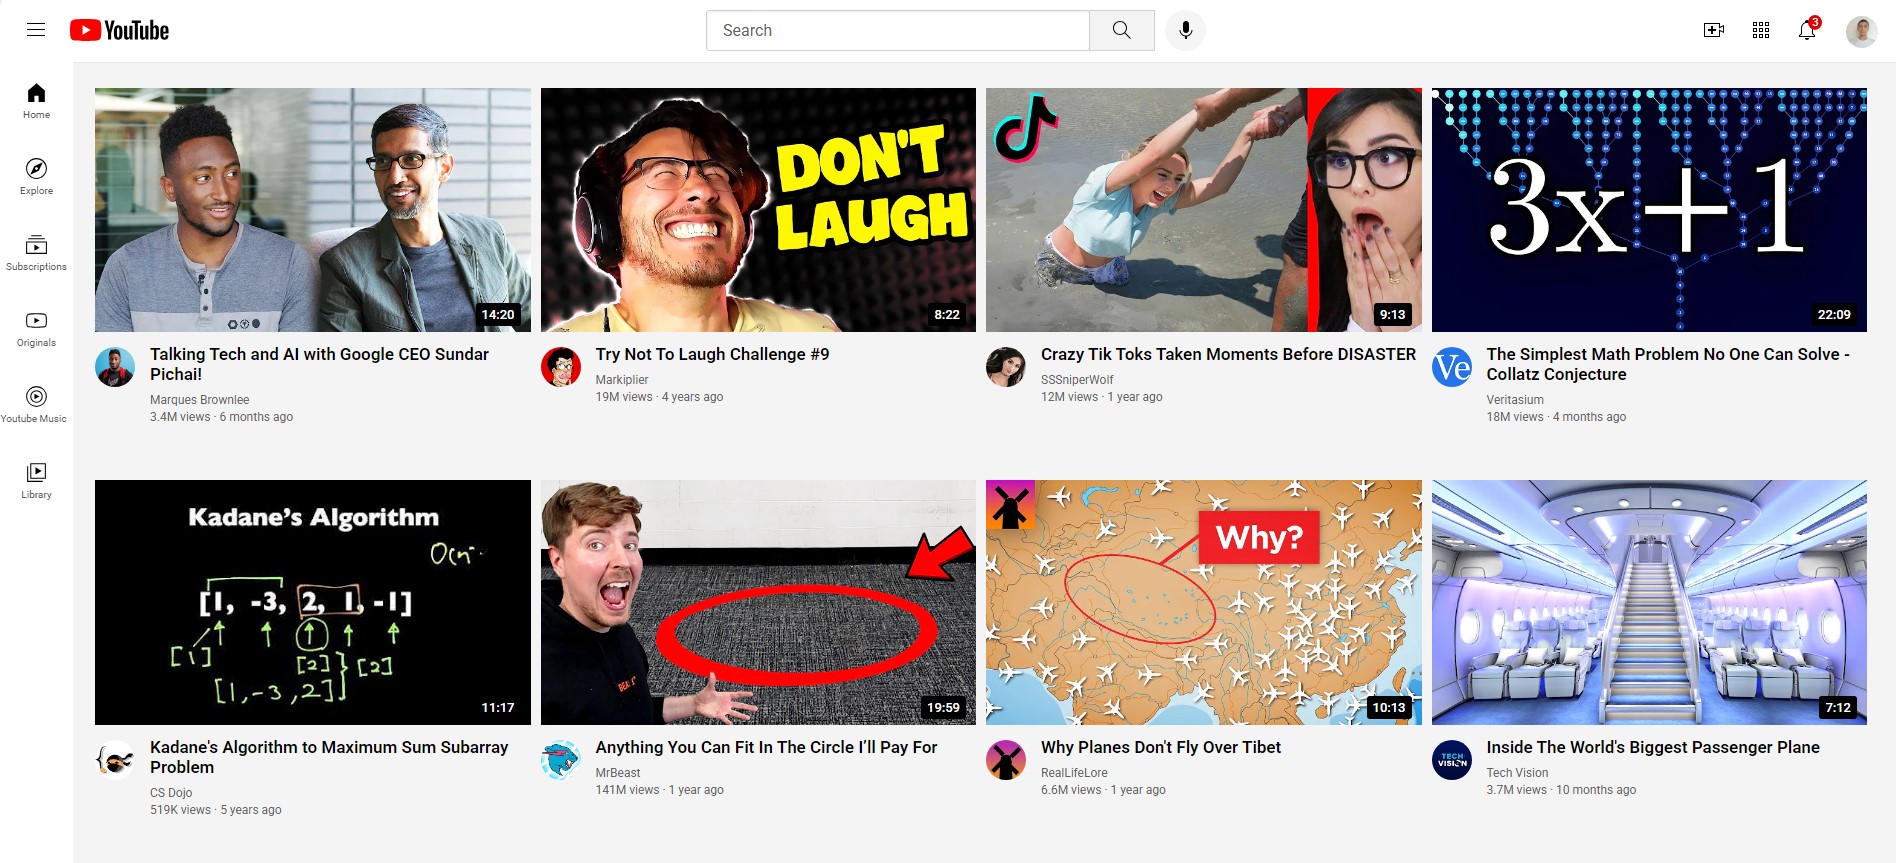 YouTube
Search
3
Home
Explore
Subscriptions
Originals
Youtube Music
Library
DON'T
LAUGH
3x+1
14:20
8:22
9:13
22:09
Talking Tech and AI with Google CEO Sundar
Pichai!
Marques Brownlee
3.4M views · 6 months ago
Try Not To Laugh Challenge #9
Markiplier
19M views · 4 years ago
Crazy Tik Toks Taken Moments Before DISASTER
SSSniperWolf
12M views · 1 year ago
Ve
The Simplest Math Problem No One Can Solve -
Collatz Conjecture
Veritasium
18M views · 4 months ago
Kadane's Algorithm
[1, -3, 2, 1, -1]
[1]
[2]
[2]
[1, -3, 2]
11:17
19:59
Why?
10:13
7:12
Kadane's Algorithm to Maximum Sum Subarray
Problem
CS Dojo
519K views · 5 years ago
Anything You Can Fit In The Circle I’ll Pay For
MrBeast
141M views · 1 year ago
Why Planes Don't Fly Over Tibet
RealLifeLore
6.6M views · 1 year ago
TECH
VISION
Inside The World's Biggest Passenger Plane
Tech Vision
3.7M views · 10 months ago